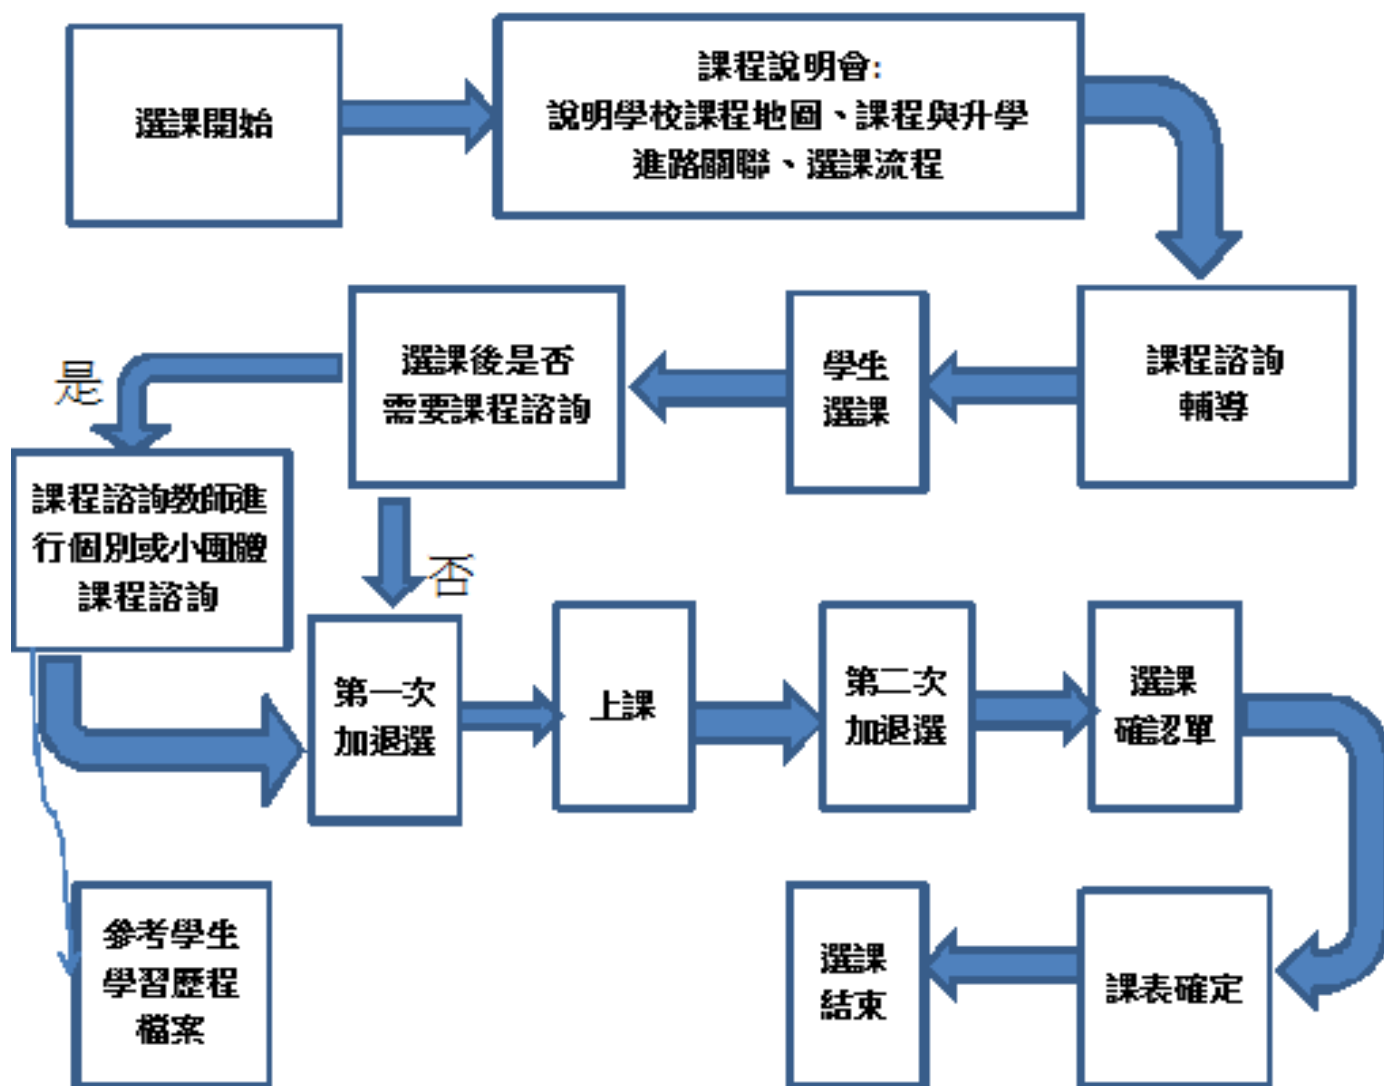 選課開始
課程說明會:
說明學校課程地圖、課程與升學
進路關聯、選課流程
課程諮詢
輔導
學生
選課
選課後是否
需要課程諮詢
是
課程諮詢教師進
行個別或小團體
課程諮詢
否
第一次
加退選
上課
第二次
加退選
選課
確認單
參考學生
學習歷程
檔案
課表確定
選課
結束